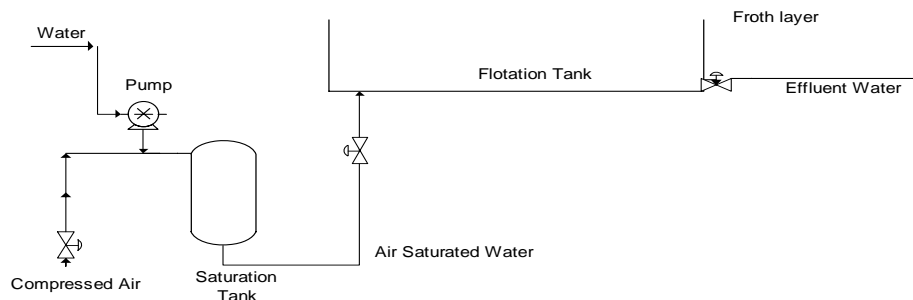 Froth layer
Water
Flotation Tank
Pump
Effluent Water
Air Saturated Water
Compressed Air
Saturation
Tank